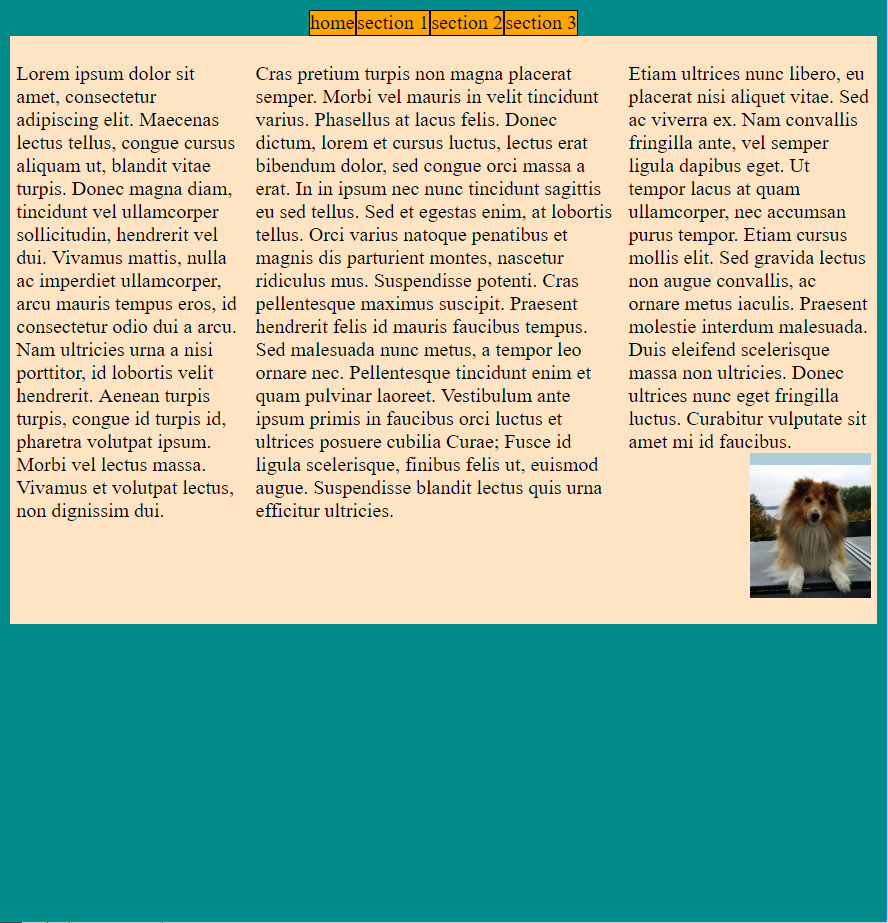 home section 1 section 2 section 3
Lorem ipsum dolor sit
amet, consectetur
adipiscing elit. Maecenas
lectus tellus, congue cursus
aliquam ut, blandit vitae
turpis. Donec magna diam,
tincidunt vel ullamcorper
sollicitudin, hendrerit vel
dui. Vivamus mattis, nulla
ac imperdiet ullamcorper,
arcu mauris tempus eros, id
consectetur odio dui a arcu.
Nam ultricies urna a nisi
porttitor, id lobortis velit
hendrerit. Aenean turpis
turpis, congue id turpis id,
pharetra volutpat ipsum.
Morbi vel lectus massa.
Vivamus et volutpat lectus,
non dignissim dui.
Cras pretium turpis non magna placerat
semper. Morbi vel mauris in velit tincidunt
varius. Phasellus at lacus felis. Donec
dictum, lorem et cursus luctus, lectus erat
bibendum dolor, sed congue orci massa a
erat. In in ipsum nec nunc tincidunt sagittis
eu sed tellus. Sed et egestas enim, at lobortis
tellus. Orci varius natoque penatibus et
magnis dis parturient montes, nascetur
ridiculus mus. Suspendisse potenti. Cras
pellentesque maximus suscipit. Praesent
hendrerit felis id mauris faucibus tempus.
Sed malesuada nunc metus, a tempor leo
ornare nec. Pellentesque tincidunt enim et
quam pulvinar laoreet. Vestibulum ante
ipsum primis in faucibus orci luctus et
ultrices posuere cubilia Curae; Fusce id
ligula scelerisque, finibus felis ut, euismod
augue. Suspendisse blandit lectus quis urna
efficitur ultricies.
Etiam ultrices nunc libero, eu
placerat nisi aliquet vitae. Sed
ac viverra ex. Nam convallis
fringilla ante, vel semper
ligula dapibus eget. Ut
tempor lacus at quam
ullamcorper, nec accumsan
purus tempor. Etiam cursus
mollis elit. Sed gravida lectus
non augue convallis, ac
ornare metus iaculis. Praesent
molestie interdum malesuada.
Duis eleifend scelerisque
massa non ultricies. Donec
ultrices nunc eget fringilla
luctus. Curabitur vulputate sit
amet mi id faucibus.